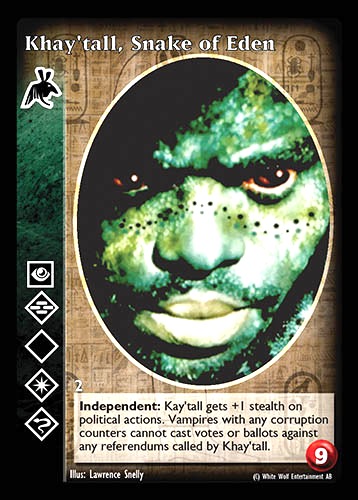 Khay'tall, Snake of Eden
2
Independent: Kay'tall gets +1 stealth on
political actions. Vampires with any corruption
counters cannot cast votes or ballots against
any referendums called by Khay'tall.
9
Illus: Lawrence Snelly
(C) White Wolf Entertainment AB